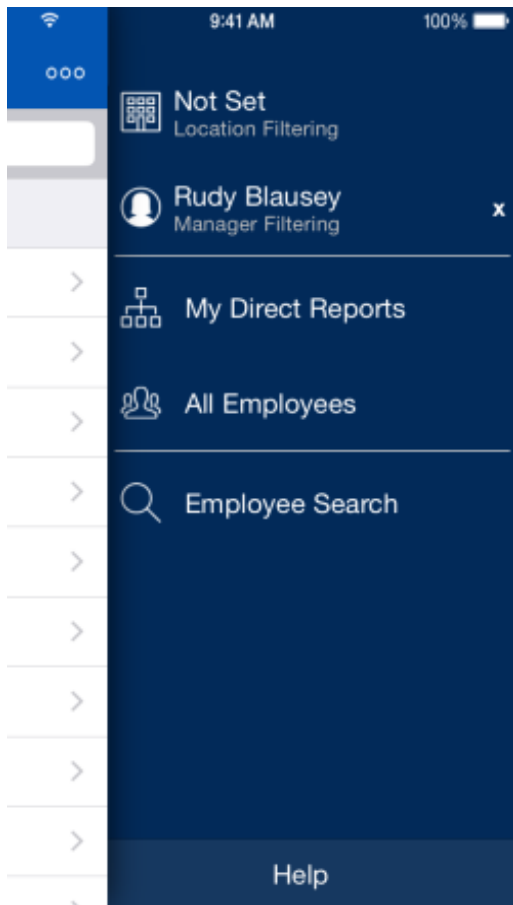 9:41 AM 100%
Not Set
Location Filtering
Rudy Blausey
Manager Filtering
x
My Direct Reports
All Employees
Employee Search
Help